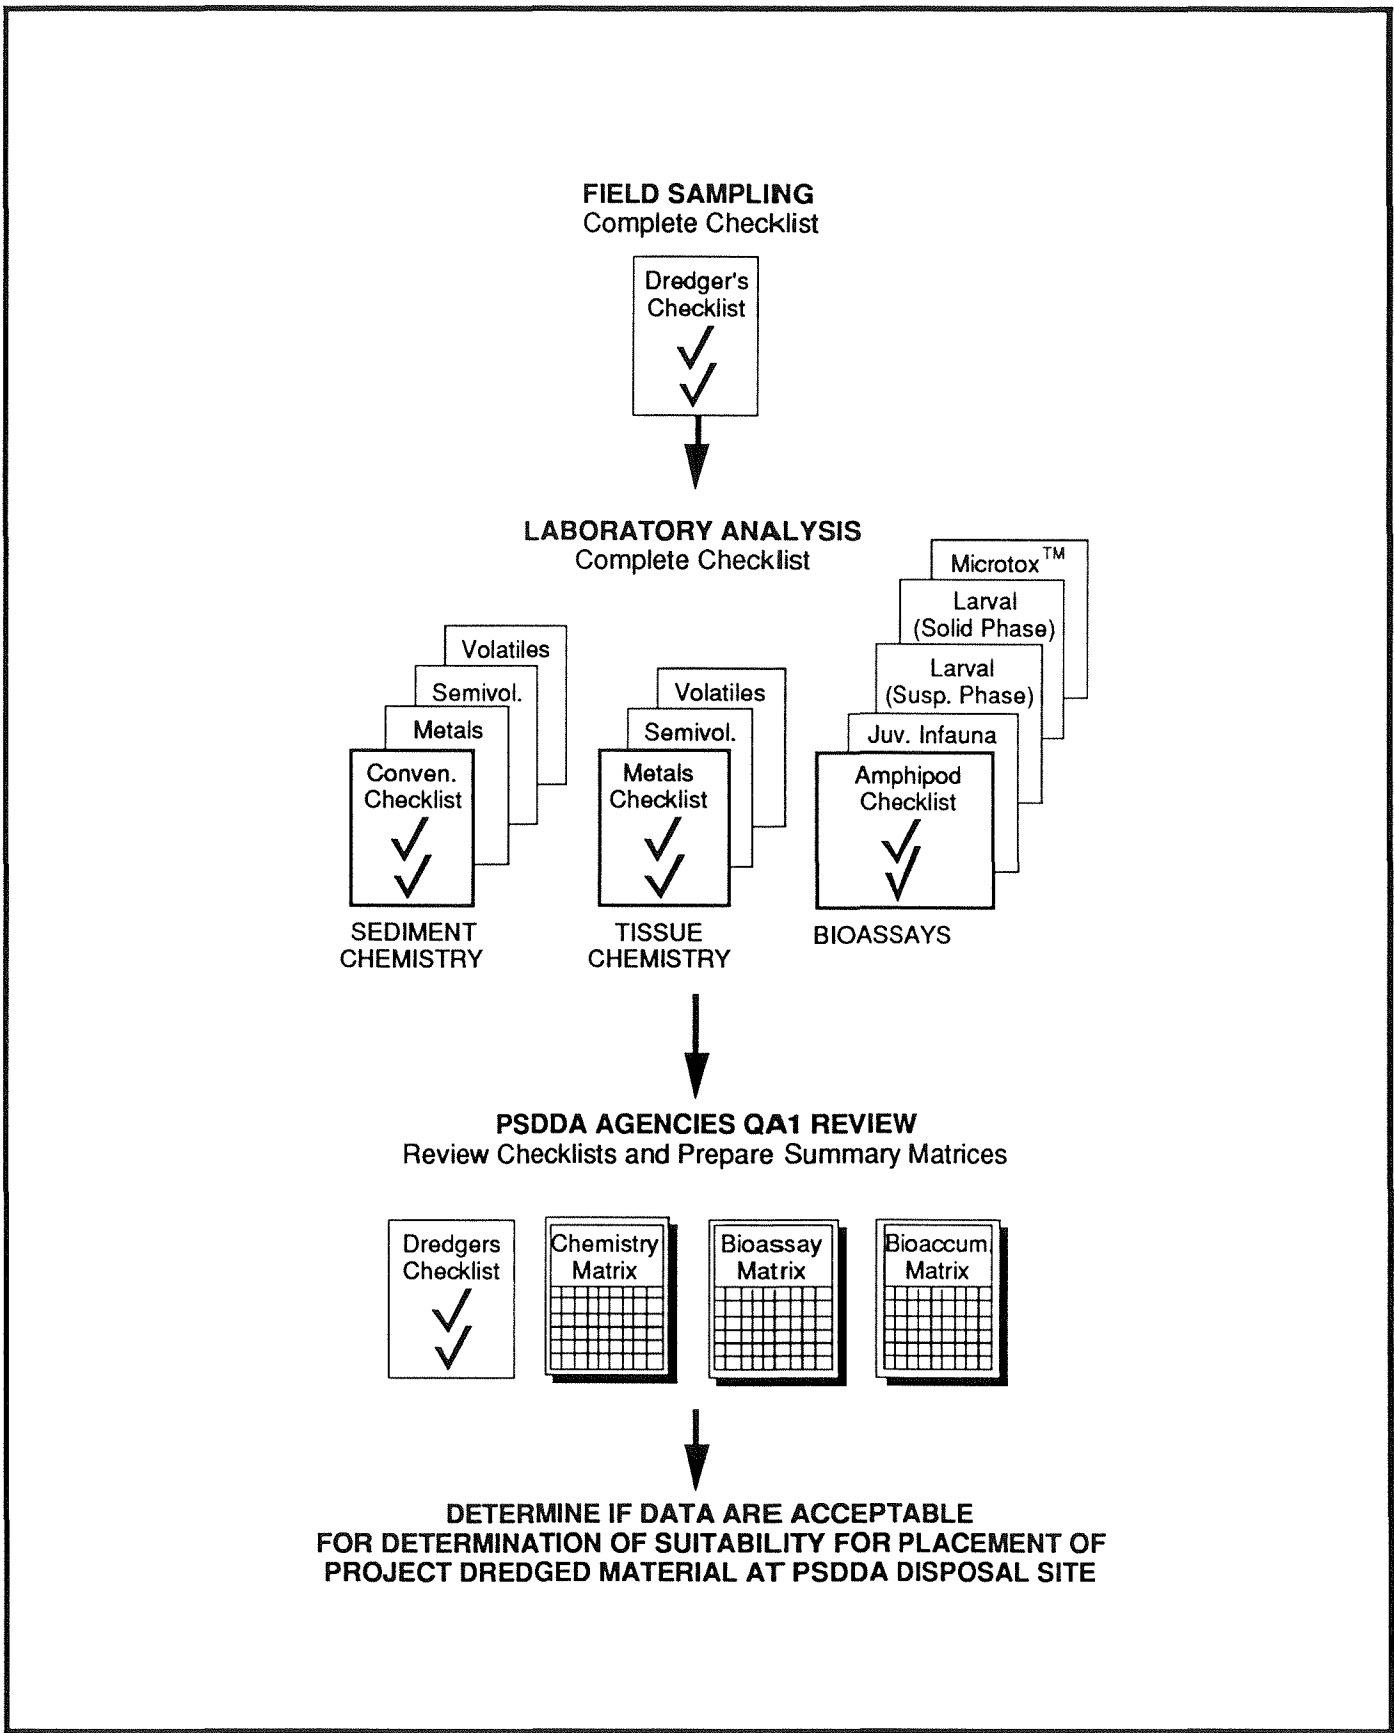 FIELD SAMPLING
Complete Checklist
Dredger's
Checklist
LABORATORY ANALYSIS
Complete Checklist
Volatiles
Semivol.
Metals
Conven.
Checklist
SEDIMENT
CHEMISTRY
Volatiles
Semivol.
Metals
Checklist
TISSUE
CHEMISTRY
Microtox™
Larval
(Solid Phase)
Larval
(Susp. Phase)
Juv. Infauna
Amphipod
Checklist
BIOASSAYS
PSDDA AGENCIES QA1 REVIEW
Review Checklists and Prepare Summary Matrices
Dredgers
Checklist
Chemistry
Matrix
Bioassay
Matrix
Bioaccum.
Matrix
DETERMINE IF DATA ARE ACCEPTABLE
FOR DETERMINATION OF SUITABILITY FOR PLACEMENT OF
PROJECT DREDGED MATERIAL AT PSDDA DISPOSAL SITE